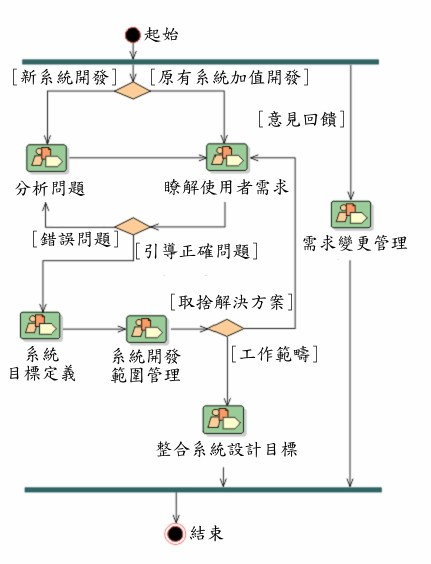 起始
[新系統開發]
[原有系統加值開發]
[意見回饋]
分析問題
瞭解使用者需求
需求變更管理
[錯誤問題]
[引導正確問題]
[取捨解決方案]
系統
目標定義
系統開發
範圍管理
[工作範疇]
整合系統設計目標
結束